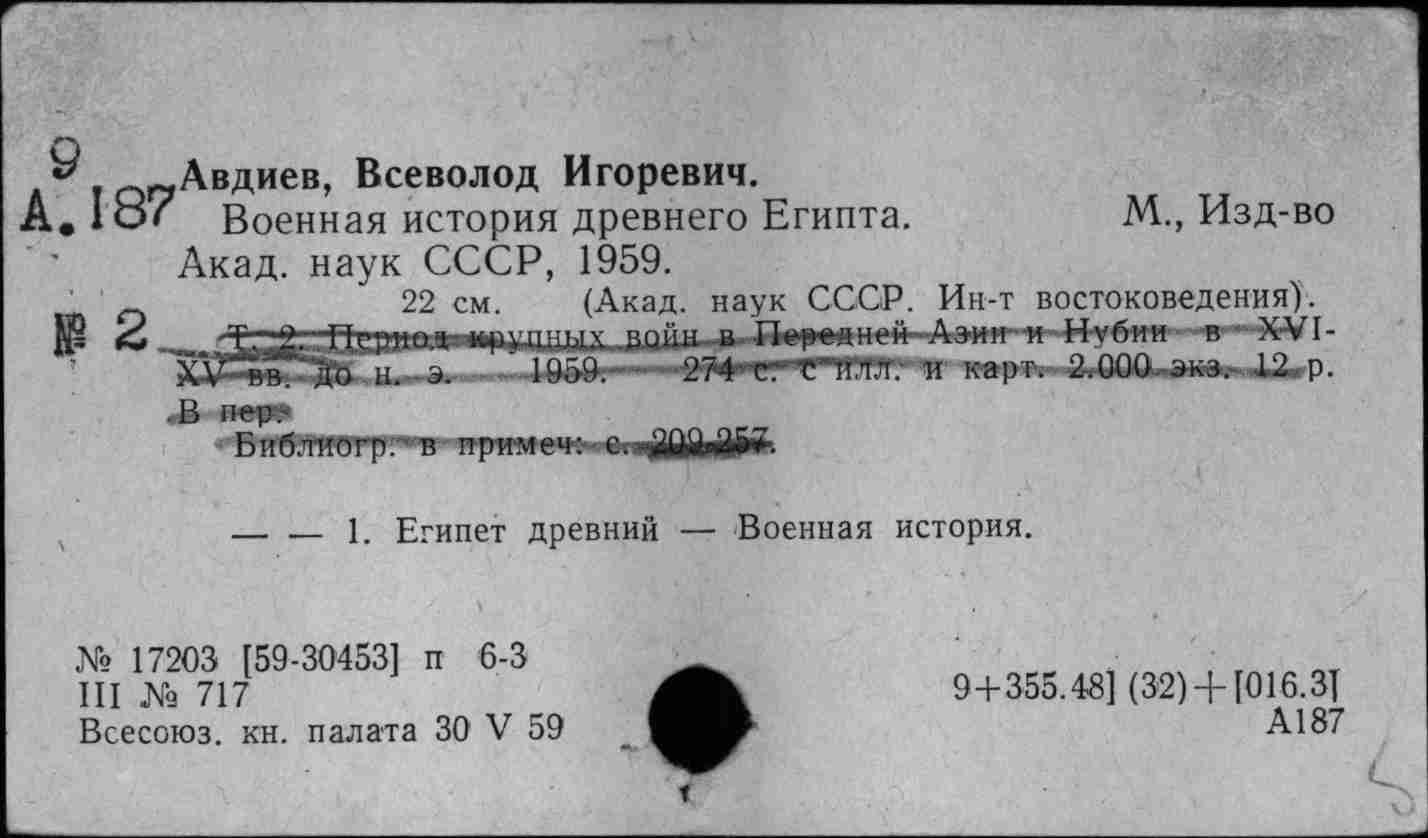 9
А.187 Авдиев, Всеволод Игоревич.
Военная история древнего Египта. М., Изд-во
Акад. наук СССР, 1959.
22 см. (Акад. наук СССР. Ин-т востоковедения).
№ 2 Т. 2. Период крупных войн в Передней Азии и Нубии в XVI-
XV вв. до н. э. 1959. 274 с. с илл. и карт. 2.000 экз. 12 р.
В пер.
Библиогр. в примеч: с. 209-257.
— — 1. Египет древний — Военная история.
№ 17203 [59-30453] п 6-3
III № 717
Всесоюз. кн. палата 30 V 59
9+355.48] (32)+[016.3]
А187